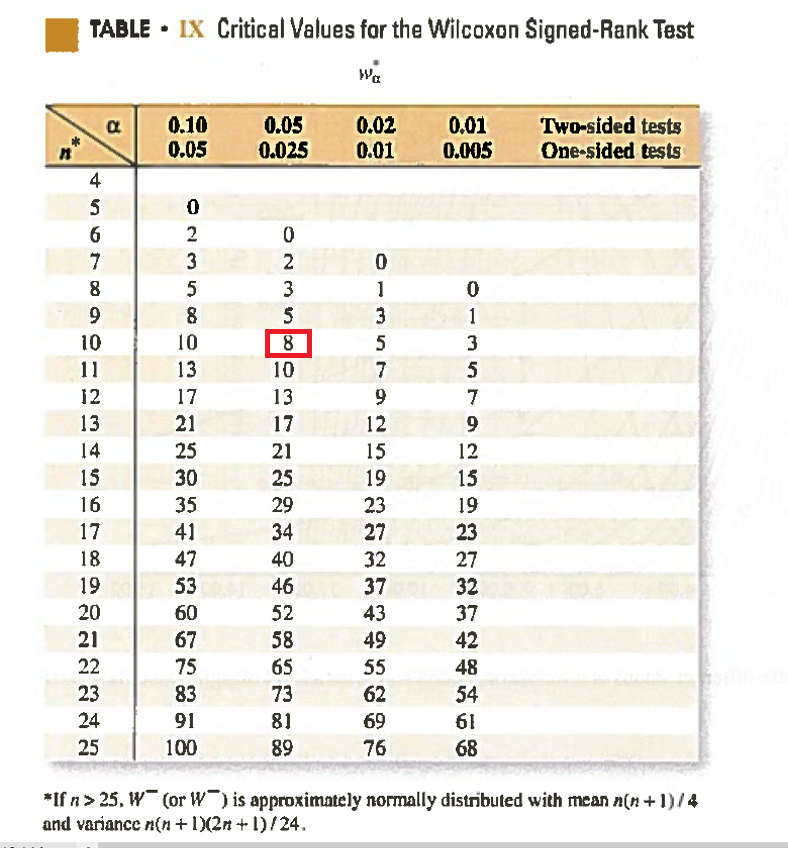 TABLE • IX Critical Values for the Wilcoxon Signed-Rank Test
w*α
α 0.10 0.05 0.02 0.01 Two-sided tests
n* 0.05 0.025 0.01 0.005 One-sided tests
4
5 0
6 2 0
7 3 2 0
8 5 3 1 0
9 8 5 3 1
10 10 8 5 3
11 13 10 7 5
12 17 13 9 7
13 21 17 12 9
14 25 21 15 12
15 30 25 19 15
16 35 29 23 19
17 41 34 27 23
18 47 40 32 27
19 53 46 37 32
20 60 52 43 37
21 67 58 49 42
22 75 65 55 48
23 83 73 62 54
24 91 81 69 61
25 100 89 76 68
*If n > 25, W⁻ (or W⁻) is approximately normally distributed with mean n(n + 1) / 4
and variance n(n + 1)(2n + 1) / 24.